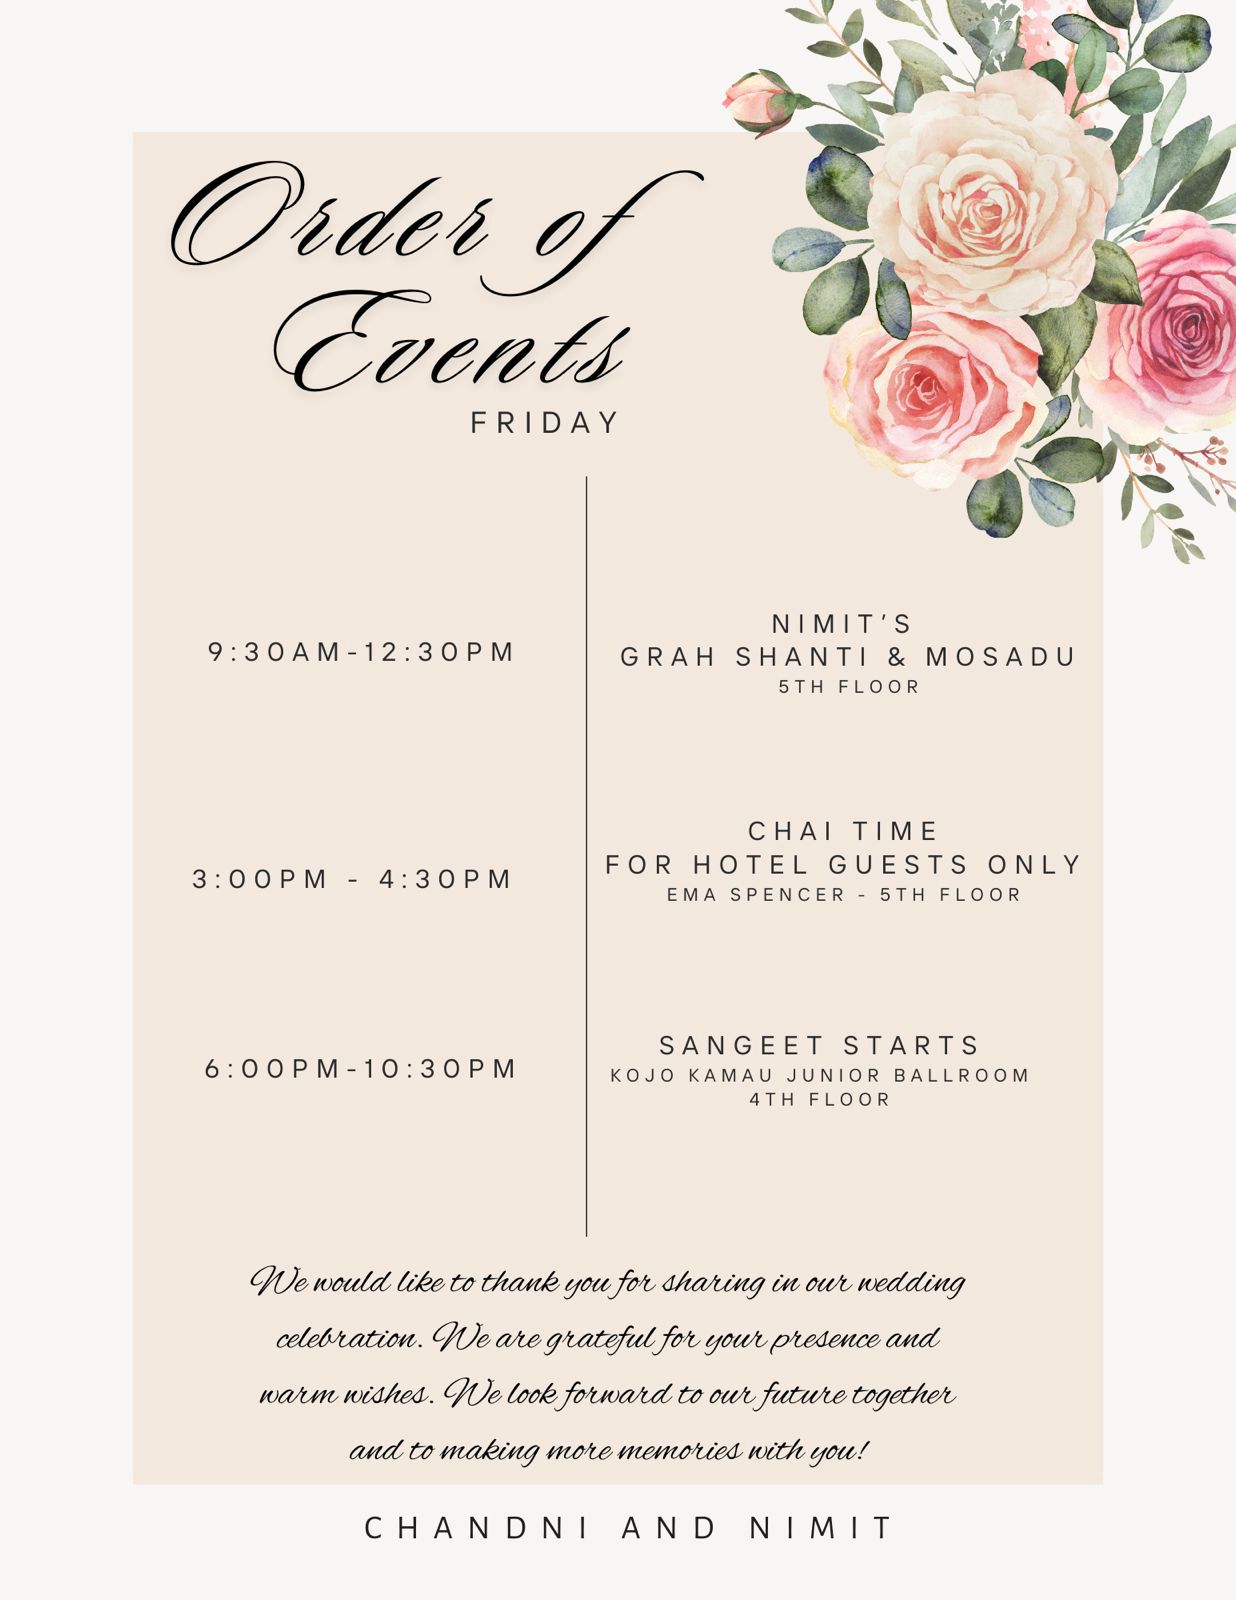 Order of
Events
FRIDAY
9:30AM-12:30PM
NIMIT'S
GRAH SHANTI & MOSADU
5TH FLOOR
3:00PM - 4:30PM
CHAI TIME
FOR HOTEL GUESTS ONLY
EMA SPENCER - 5TH FLOOR
6:00PM-10:30PM
SANGEET STARTS
KOJO KAMAU JUNIOR BALLROOM
4TH FLOOR
We would like to thank you for sharing in our wedding
celebration. We are grateful for your presence and
warm wishes. We look forward to our future together
and to making more memories with you!
CHANDNI AND NIMIT